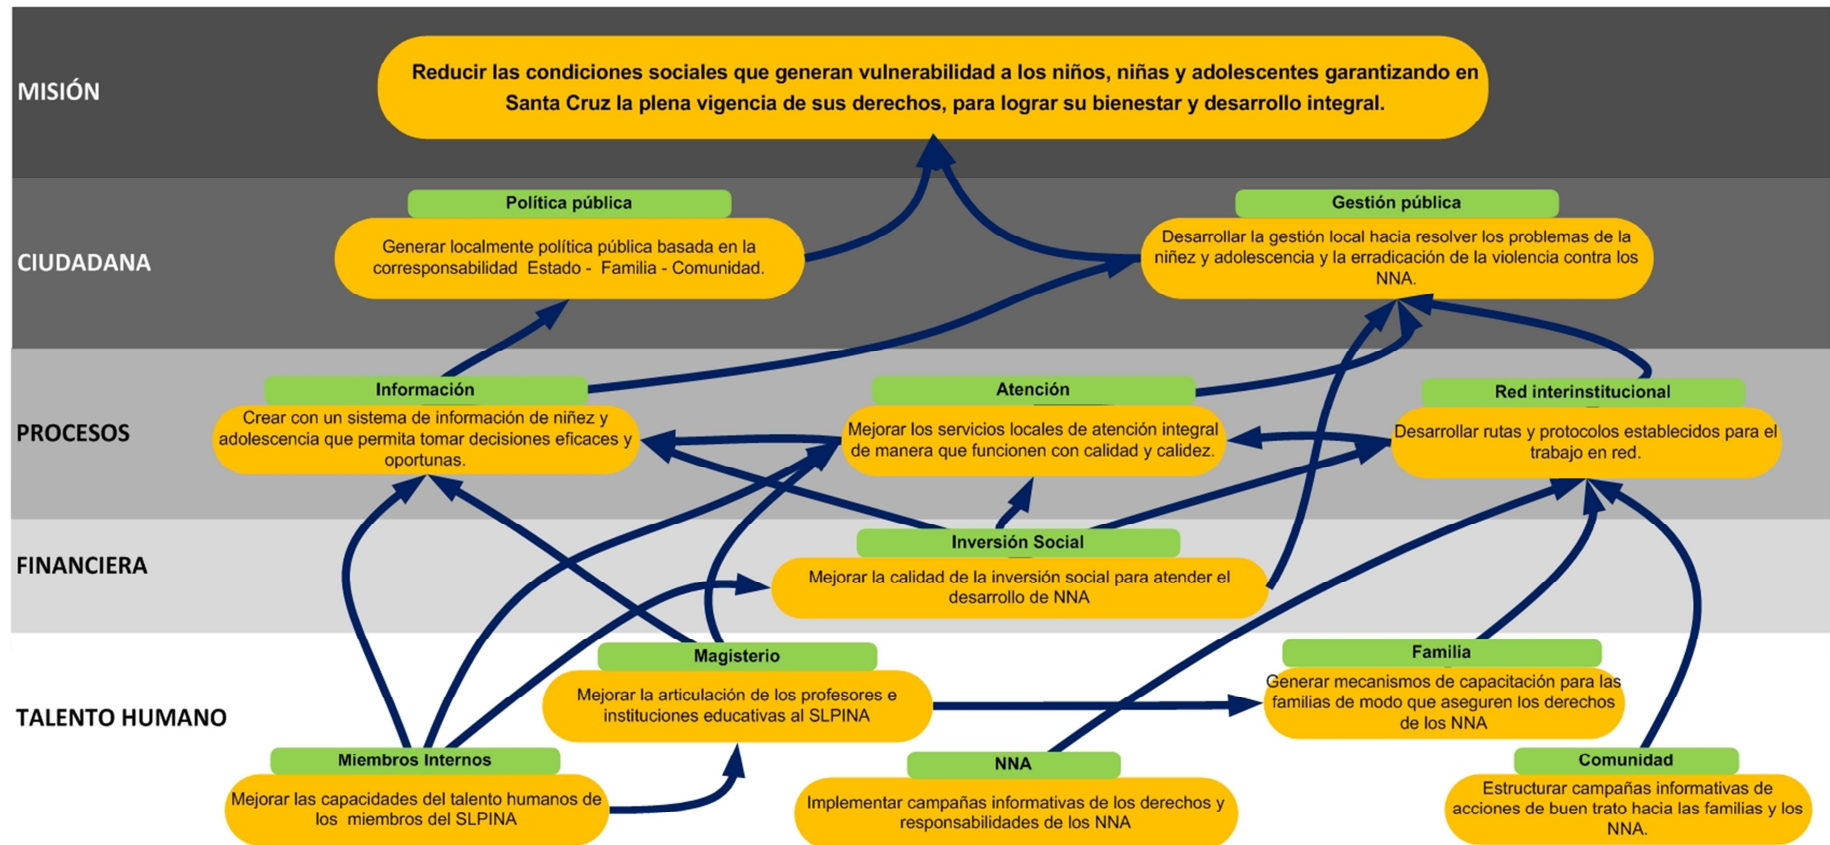 MISIÓN
Reducir las condiciones sociales que generan vulnerabilidad a los niños, niñas y adolescentes garantizando en
Santa Cruz la plena vigencia de sus derechos, para lograr su bienestar y desarrollo integral.
CIUDADANA
Política pública
Generar localmente política pública basada en la
corresponsabilidad Estado - Familia - Comunidad.
Gestión pública
Desarrollar la gestión local hacia resolver los problemas de la
niñez y adolescencia y la erradicación de la violencia contra los
NNA.
PROCESOS
Información
Crear con un sistema de información de niñez y
adolescencia que permita tomar decisiones eficaces y
oportunas.
Atención
Mejorar los servicios locales de atención integral
de manera que funcionen con calidad y calidez.
Red interinstitucional
Desarrollar rutas y protocolos establecidos para el
trabajo en red.
FINANCIERA
Inversión Social
Mejorar la calidad de la inversión social para atender el
desarrollo de NNA
TALENTO HUMANO
Magisterio
Mejorar la articulación de los profesores e
instituciones educativas al SLPINA
Familia
Generar mecanismos de capacitación para las
familias de modo que aseguren los derechos
de los NNA
Miembros Internos
Mejorar las capacidades del talento humanos de
los miembros del SLPINA
NNA
Implementar campañas informativas de los derechos y
responsabilidades de los NNA
Comunidad
Estructurar campañas informativas de
acciones de buen trato hacia las familias y los
NNA.